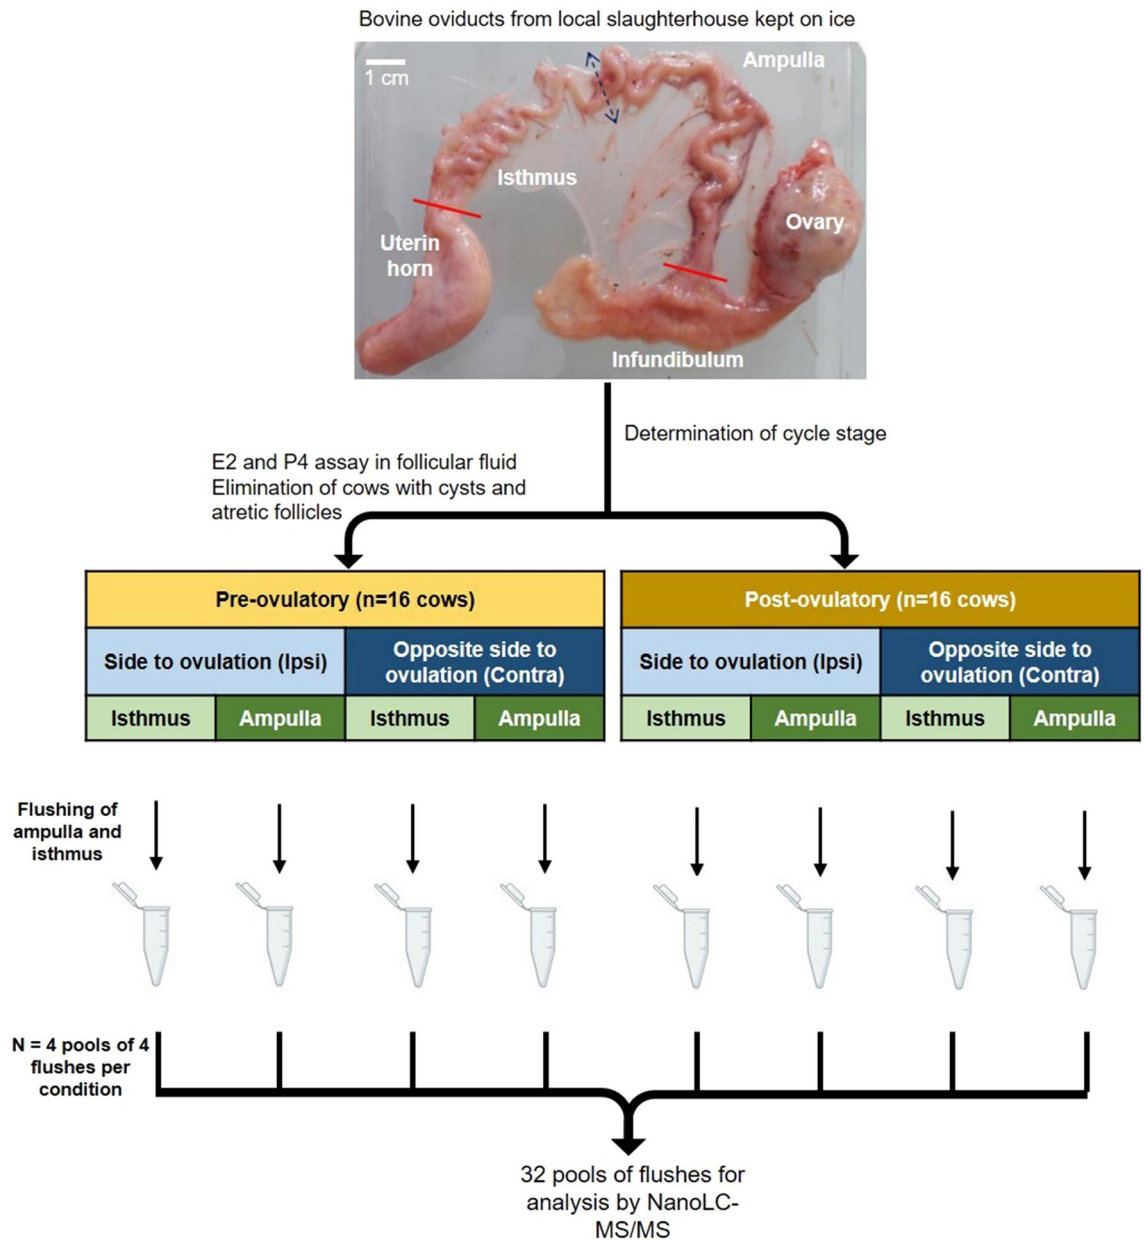 Bovine oviducts from local slaughterhouse kept on ice
1 cm
Ampulla
Isthmus
Ovary
Uterin
horn
Infundibulum
Determination of cycle stage
E2 and P4 assay in follicular fluid
Elimination of cows with cysts and
atretic follicles
Pre-ovulatory (n=16 cows)
Post-ovulatory (n=16 cows)
Side to ovulation (Ipsi)
Opposite side to
ovulation (Contra)
Side to ovulation (Ipsi)
Opposite side to
ovulation (Contra)
Isthmus
Ampulla
Isthmus
Ampulla
Isthmus
Ampulla
Isthmus
Ampulla
Flushing of
ampulla and
isthmus
N = 4 pools of 4
flushes per
condition
32 pools of flushes for
analysis by NanoLC-
MS/MS